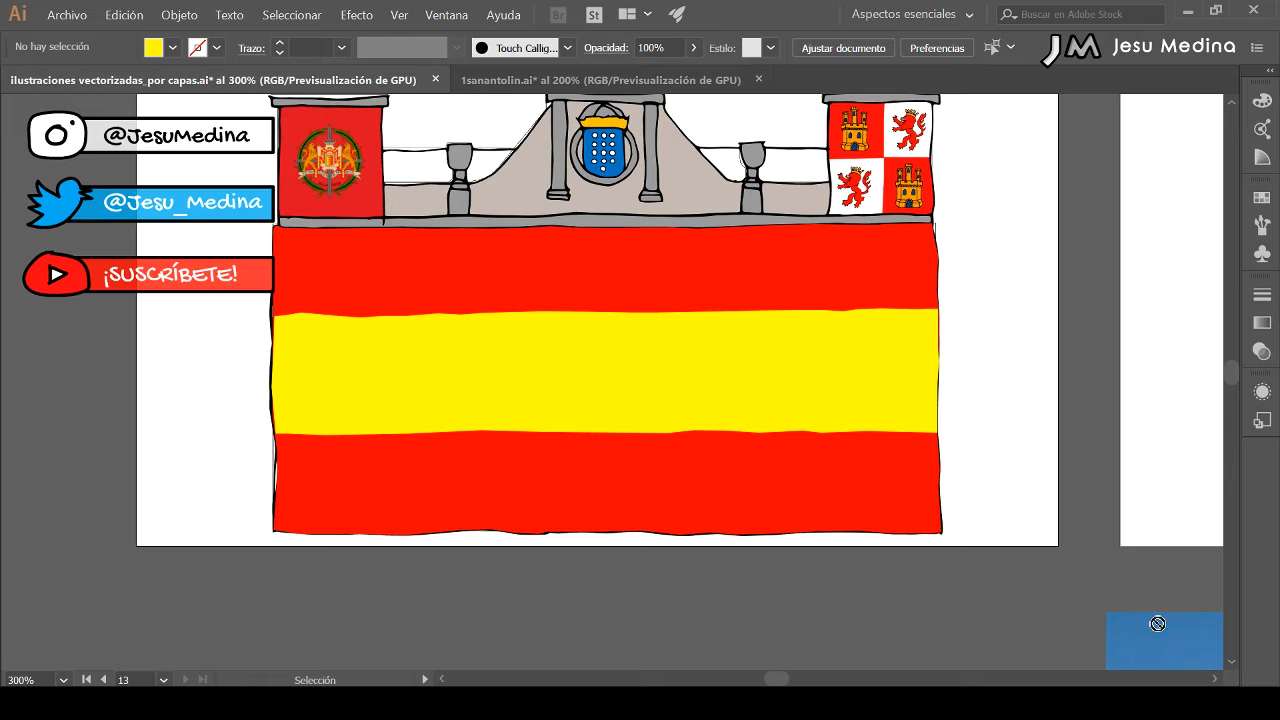 Ai Archivo Edición Objeto Texto Seleccionar Efecto Ver Ventana Ayuda Br St Aspectos esenciales Buscar en Adobe Stock
No hay selección Trazo: Touch Callig... Opacidad: 100% Estilo: Ajustar documento Preferencias JM Jesu Medina
ilustraciones vectorizadas_por capas.ai* al 300% (RGB/Previsualización de GPU) 1sanantolin.ai* al 200% (RGB/Previsualización de GPU)
@JesuMedina
@Jesu_Medina
¡SUSCRÍBETE!
300% 13 Selección